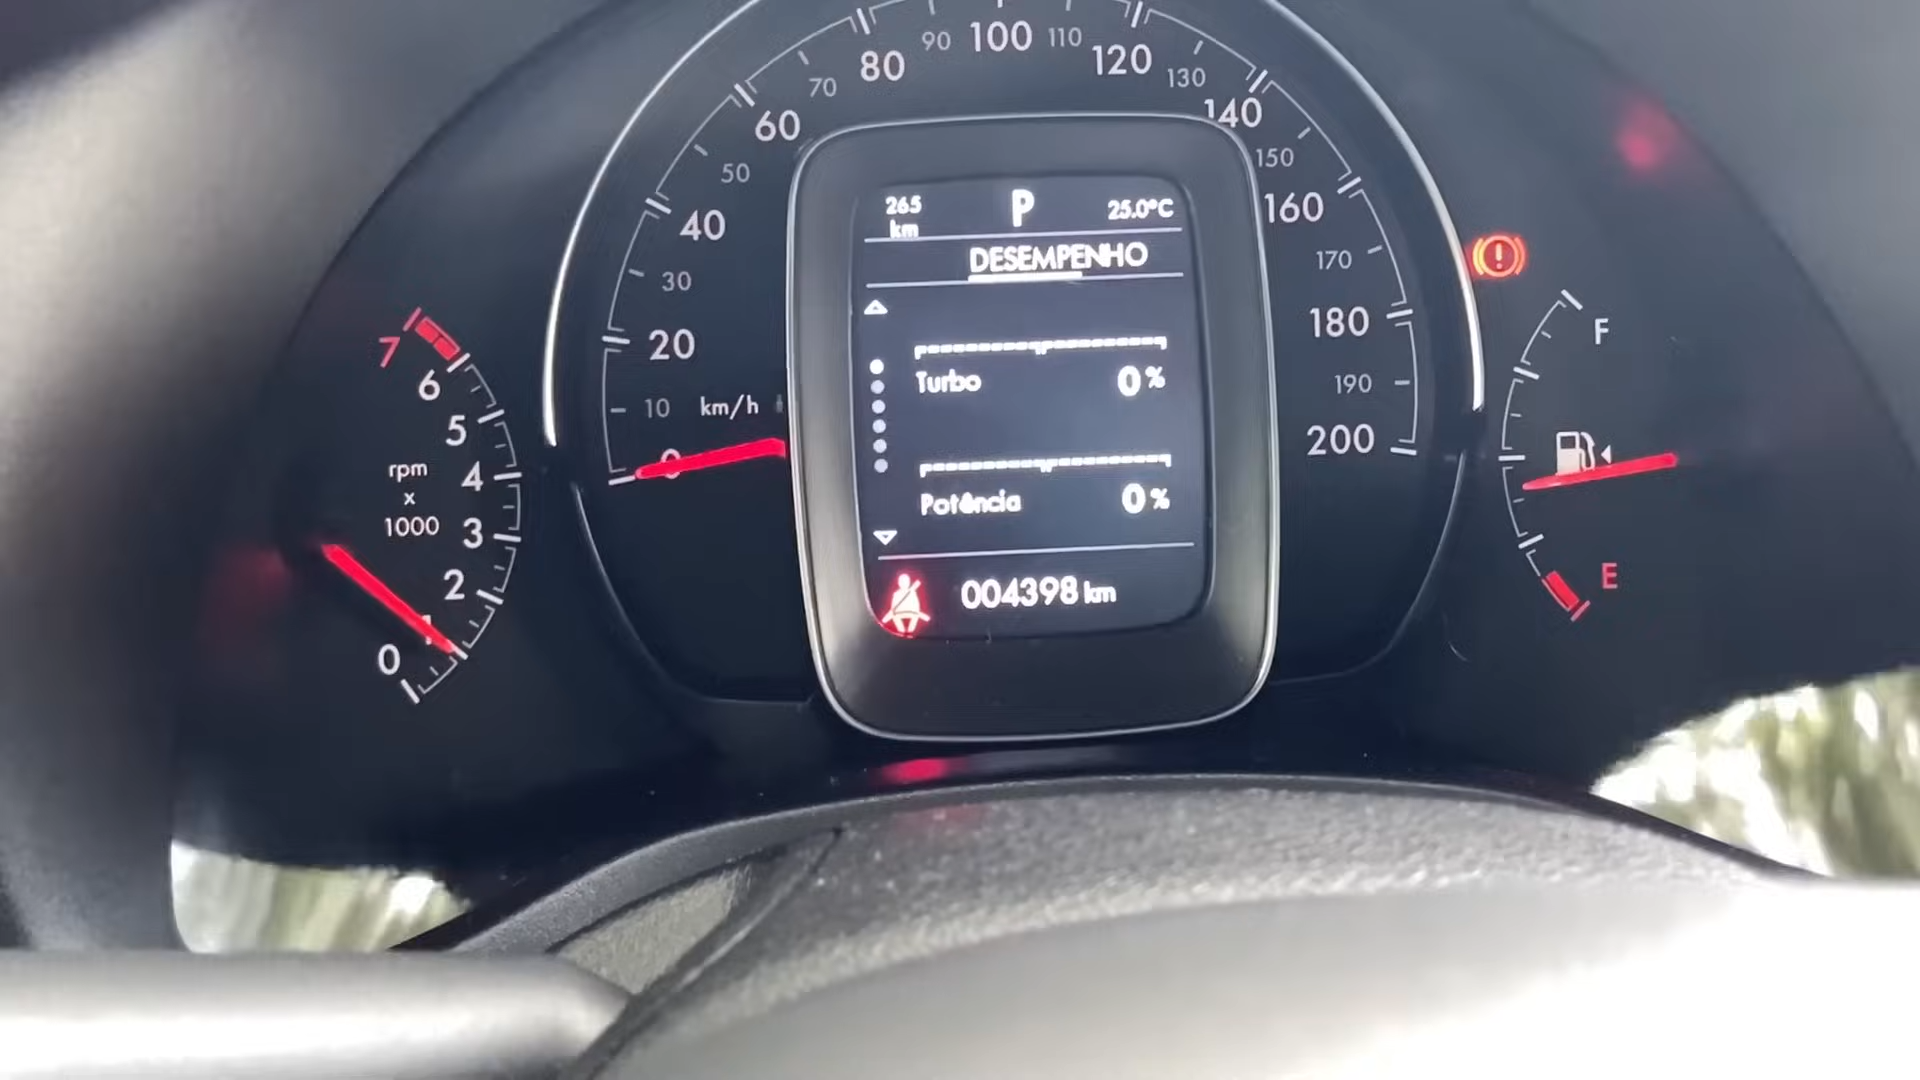 80 90 100 110 120
70 130
60 140
50 150
40 160
30 170
20 180
10 km/h 190
0 200
265
km
P
25.0°C
DESEMPENHO
Turbo 0 %
Potência 0 %
004398 km
7
6
5
4
3
2
1
0
rpm
x
1000
F
E